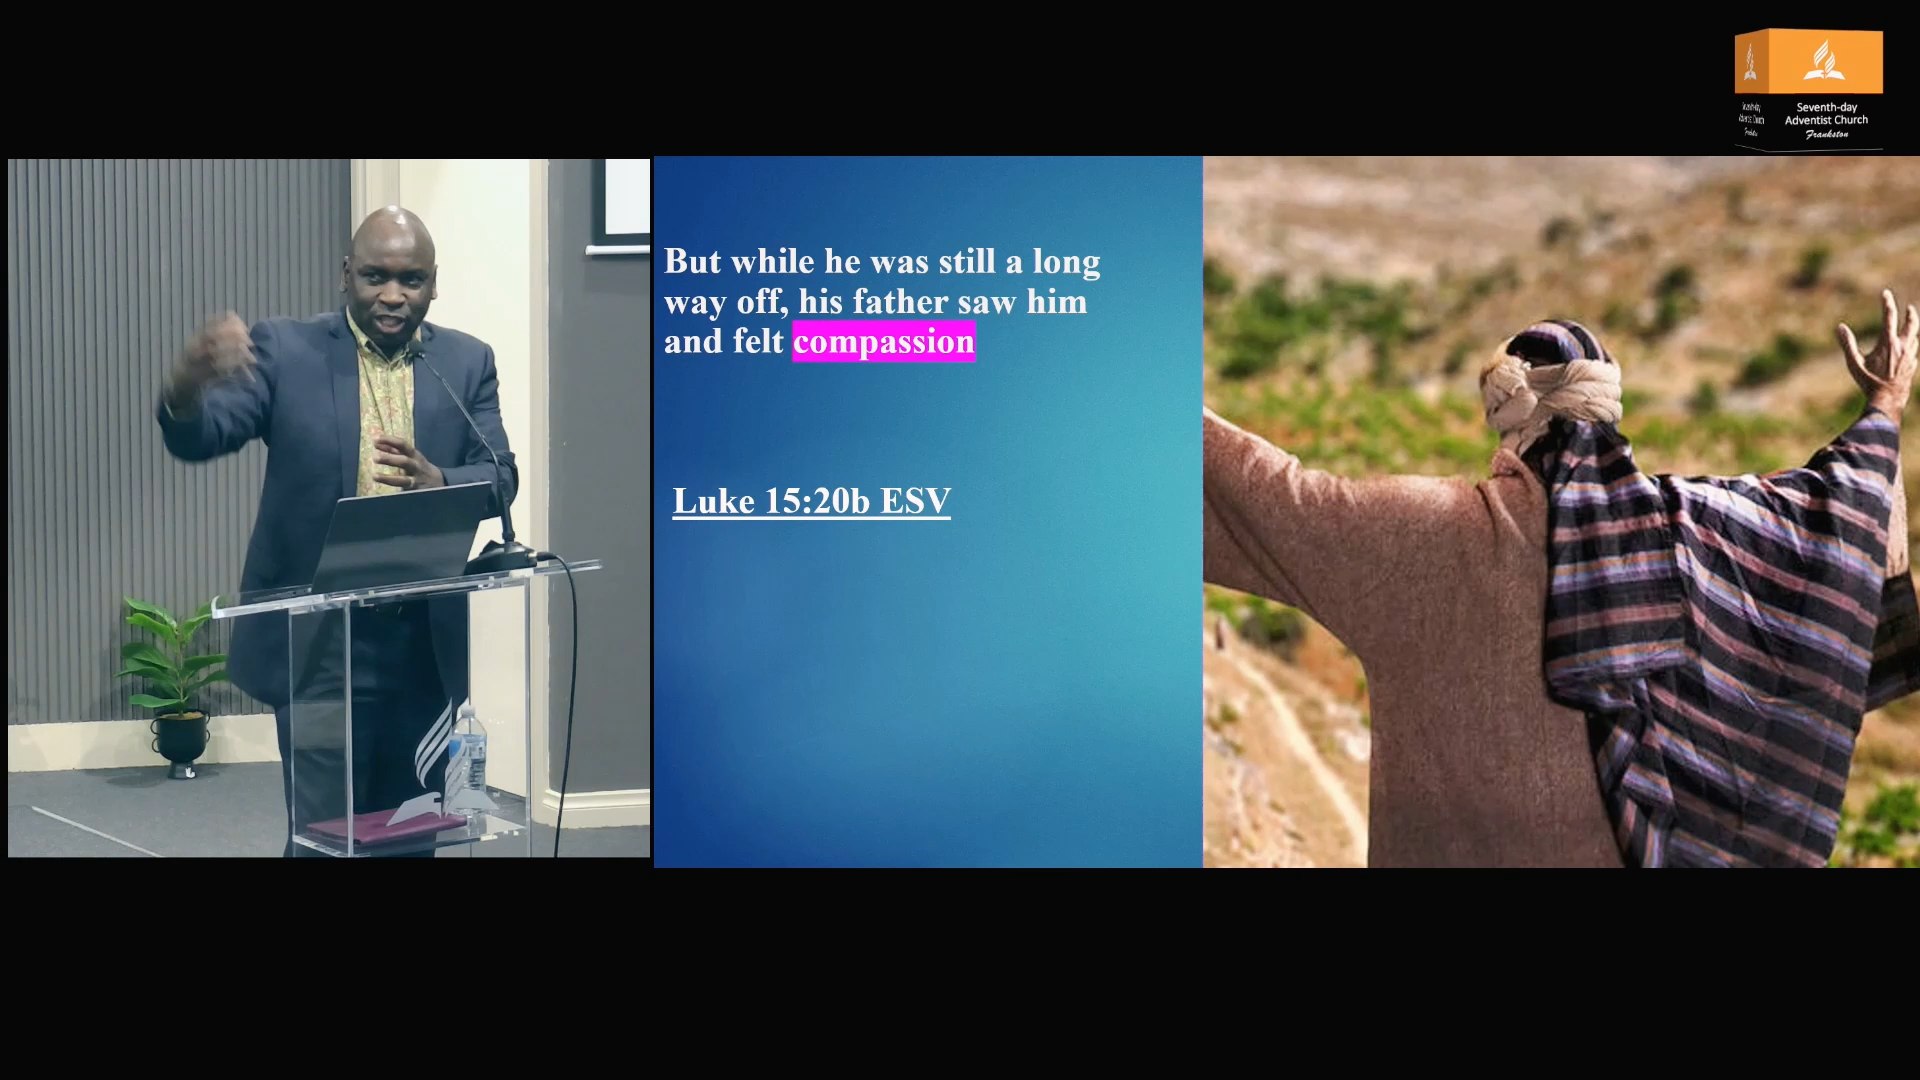 Seventh-day
Adventist Church
Frankston
But while he was still a long
way off, his father saw him
and felt compassion
Luke 15:20b ESV